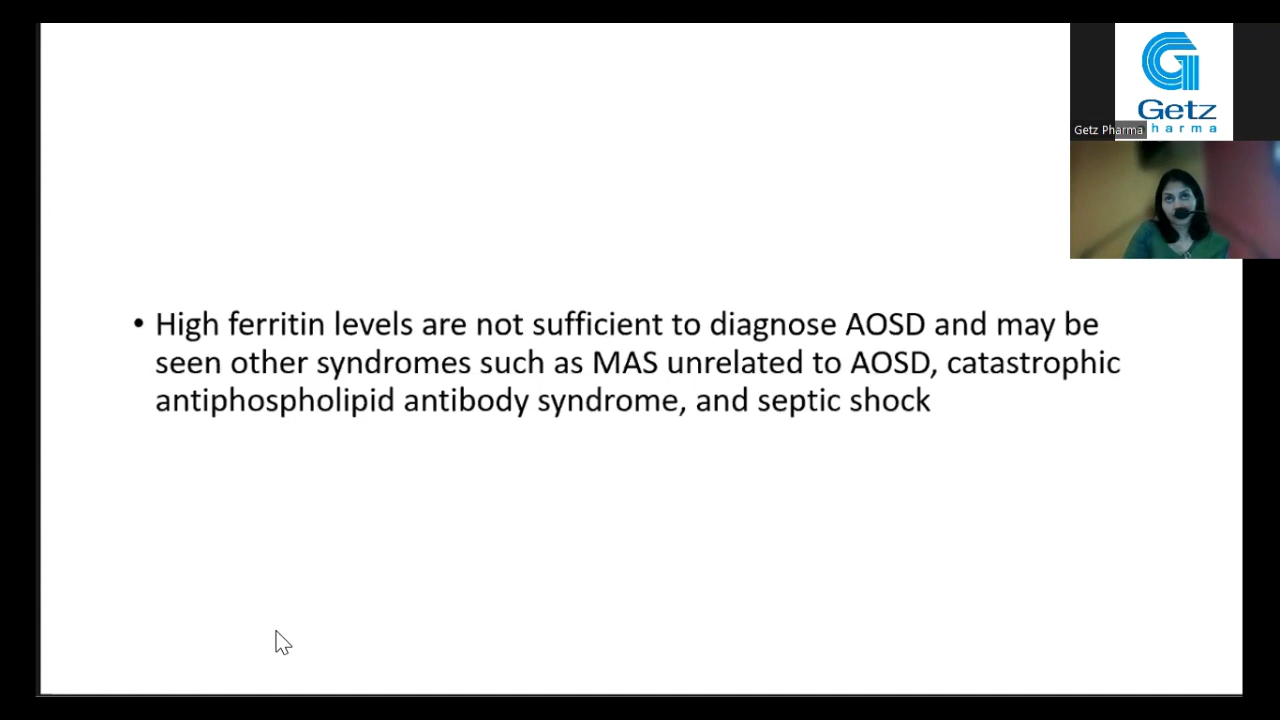 Getz
pharma
Getz Pharma
• High ferritin levels are not sufficient to diagnose AOSD and may be
seen other syndromes such as MAS unrelated to AOSD, catastrophic
antiphospholipid antibody syndrome, and septic shock